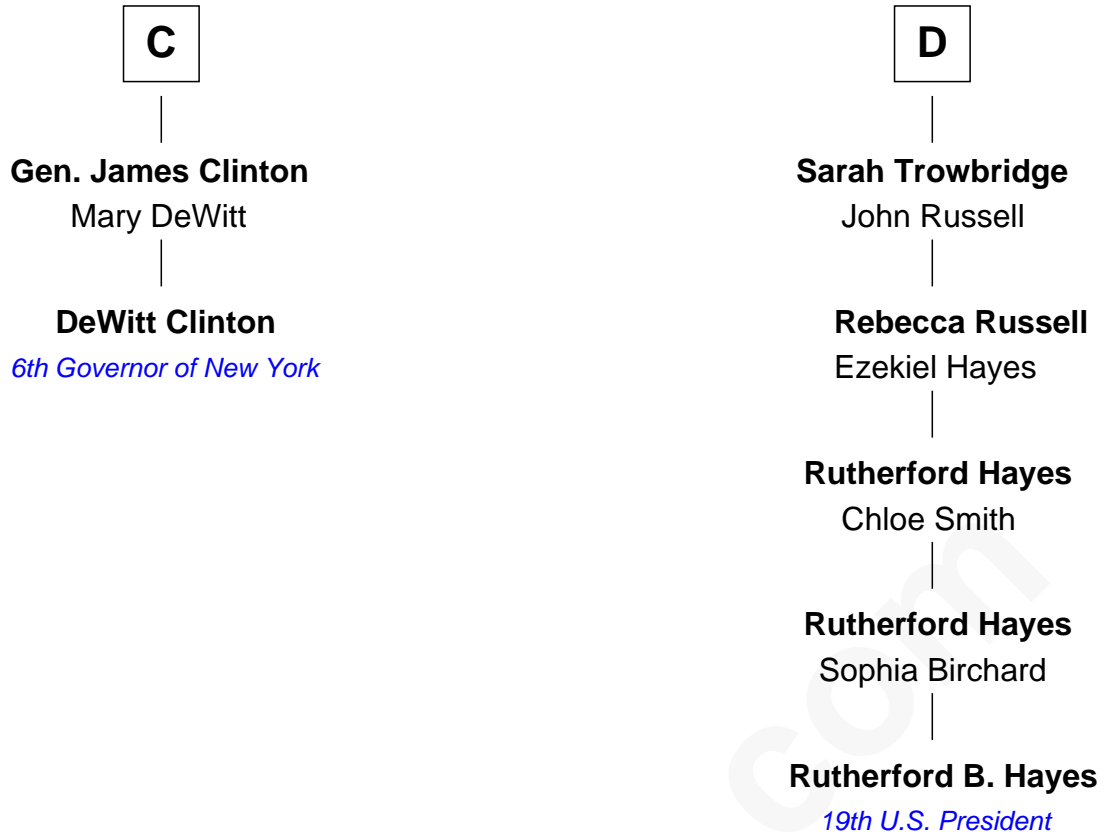 C
Gen. James Clinton
Mary DeWitt
DeWitt Clinton
6th Governor of New York
D
Sarah Trowbridge
John Russell
Rebecca Russell
Ezekiel Hayes
Rutherford Hayes
Chloe Smith
Rutherford Hayes
Sophia Birchard
Rutherford B. Hayes
19th U.S. President
com